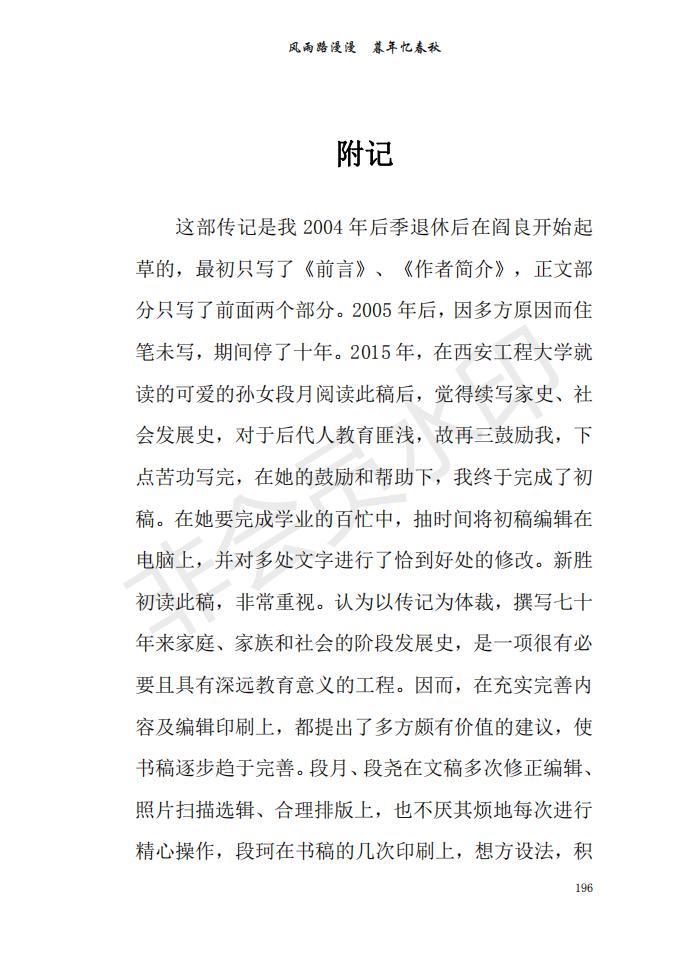 风雨路漫漫　暮年忆春秋
附记
这部传记是我 2004 年后季退休后在阎良开始起
草的，最初只写了《前言》、《作者简介》，正文部
分只写了前面两个部分。2005 年后，因多方原因而住
笔未写，期间停了十年。2015 年，在西安工程大学就
读的可爱的孙女段月阅读此稿后，觉得续写家史、社
会发展史，对于后代人教育匪浅，故再三鼓励我，下
点苦功写完，在她的鼓励和帮助下，我终于完成了初
稿。在她要完成学业的百忙中，抽时间将初稿编辑在
电脑上，并对多处文字进行了恰到好处的修改。新胜
初读此稿，非常重视。认为以传记为体裁，撰写七十
年来家庭、家族和社会的阶段发展史，是一项很有必
要且具有深远教育意义的工程。因而，在充实完善内
容及编辑印刷上，都提出了多方颇有价值的建议，使
书稿逐步趋于完善。段月、段尧在文稿多次修正编辑、
照片扫描选辑、合理排版上，也不厌其烦地每次进行
精心操作，段珂在书稿的几次印刷上，想方设法，积
196
非会员水印